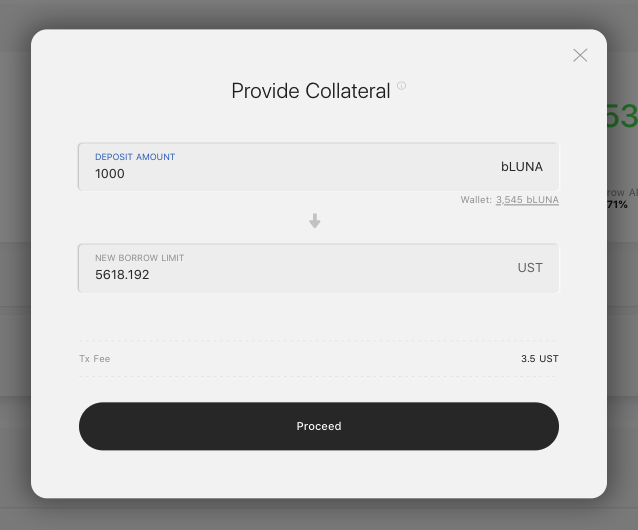 Provide Collateral
DEPOSIT AMOUNT
1000
bLUNA
Wallet: 3,545 bLUNA
NEW BORROW LIMIT
5618.192
UST
Tx Fee
3.5 UST
Proceed
53
71%